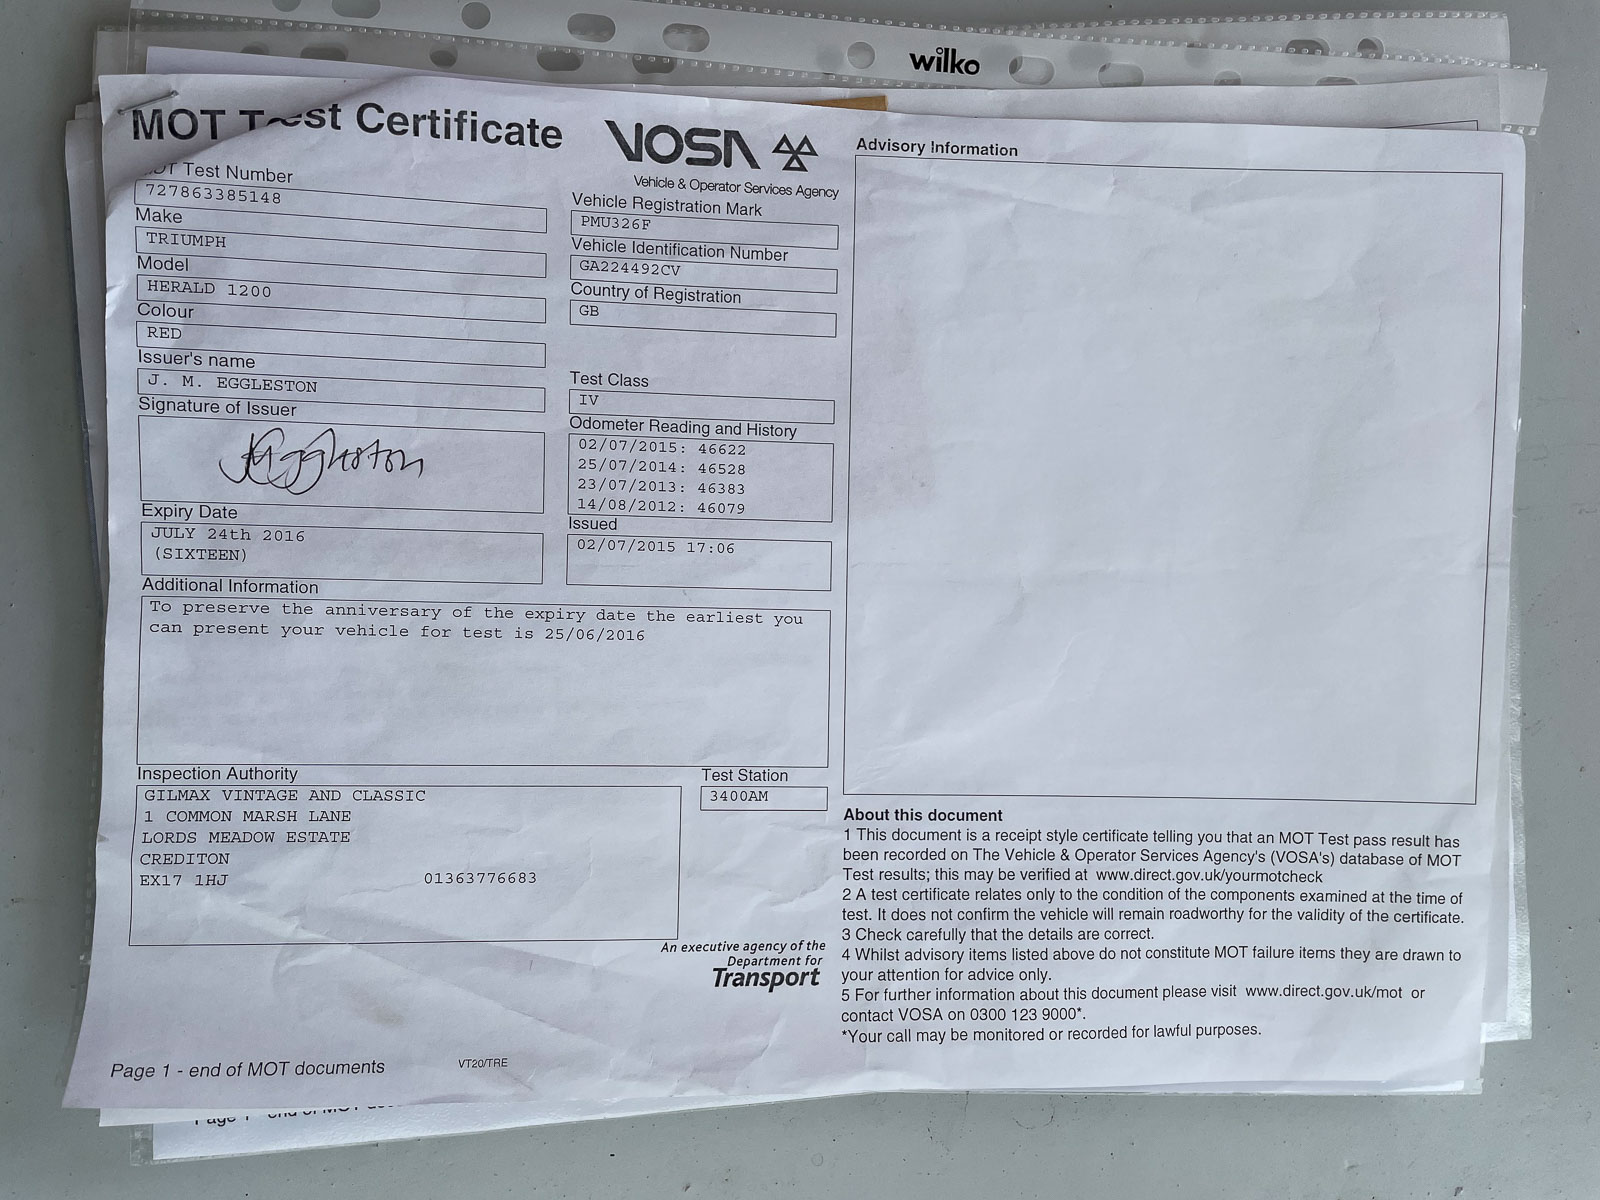 wilko
MOT Test Certificate
VOSA
Vehicle & Operator Services Agency
MOT Test Number
727863385148
Make
TRIUMPH
Model
HERALD 1200
Colour
RED
Issuer's name
J. M. EGGLESTON
Signature of Issuer
JMEggleston
Expiry Date
JULY 24th 2016
(SIXTEEN)
Vehicle Registration Mark
PMU326F
Vehicle Identification Number
GA224492CV
Country of Registration
GB
Test Class
IV
Odometer Reading and History
02/07/2015: 46622
25/07/2014: 46528
23/07/2013: 46383
14/08/2012: 46079
Issued
02/07/2015 17:06
Additional Information
To preserve the anniversary of the expiry date the earliest you
can present your vehicle for test is 25/06/2016
Inspection Authority
GILMAX VINTAGE AND CLASSIC
1 COMMON MARSH LANE
LORDS MEADOW ESTATE
CREDITON
EX17 1HJ 01363776683
Test Station
3400AM
An executive agency of the
Department for
Transport
Page 1 - end of MOT documents
VT20/TRE
Advisory Information
About this document
1 This document is a receipt style certificate telling you that an MOT Test pass result has
been recorded on The Vehicle & Operator Services Agency's (VOSA's) database of MOT
Test results; this may be verified at www.direct.gov.uk/yourmotcheck
2 A test certificate relates only to the condition of the components examined at the time of
test. It does not confirm the vehicle will remain roadworthy for the validity of the certificate.
3 Check carefully that the details are correct.
4 Whilst advisory items listed above do not constitute MOT failure items they are drawn to
your attention for advice only.
5 For further information about this document please visit www.direct.gov.uk/mot or
contact VOSA on 0300 123 9000*.
*Your call may be monitored or recorded for lawful purposes.
Page 1 - end of MOT